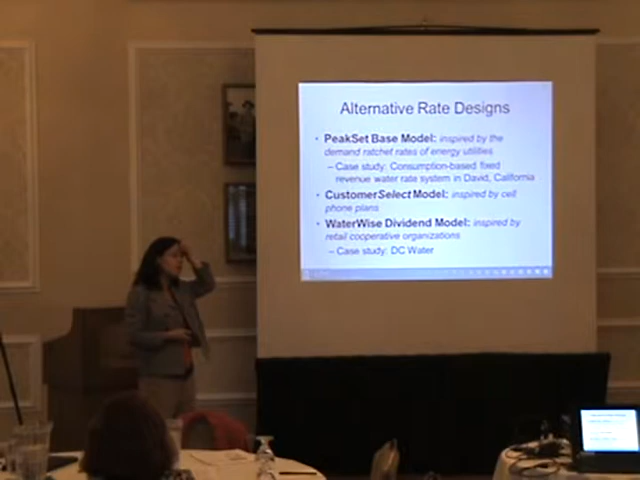 Alternative Rate Designs
• PeakSet Base Model: inspired by the
demand ratchet rates of energy utilities
– Case study: Consumption-based fixed
revenue water rate system in David, California
• CustomerSelect Model: inspired by cell
phone plans
• WaterWise Dividend Model: inspired by
retail cooperative organizations
– Case study: DC Water